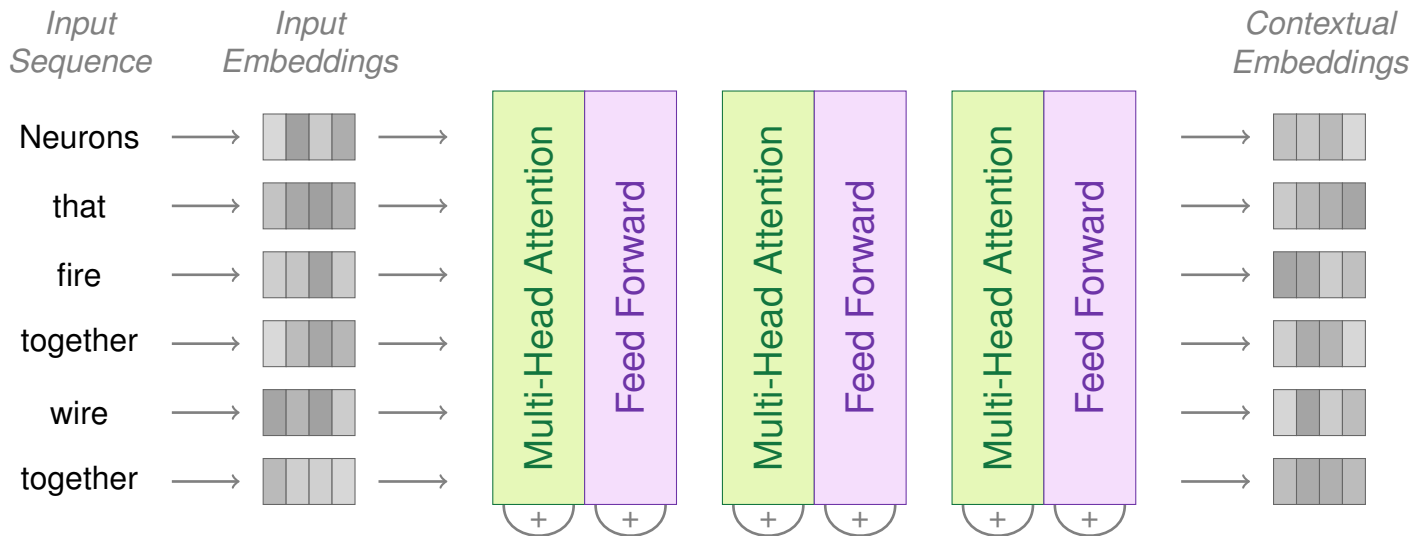 Input
Sequence
Input
Embeddings
Contextual
Embeddings
Neurons
that
fire
together
wire
together
Multi-Head Attention
Feed Forward
Multi-Head Attention
Feed Forward
Multi-Head Attention
Feed Forward
+
+
+
+
+
+